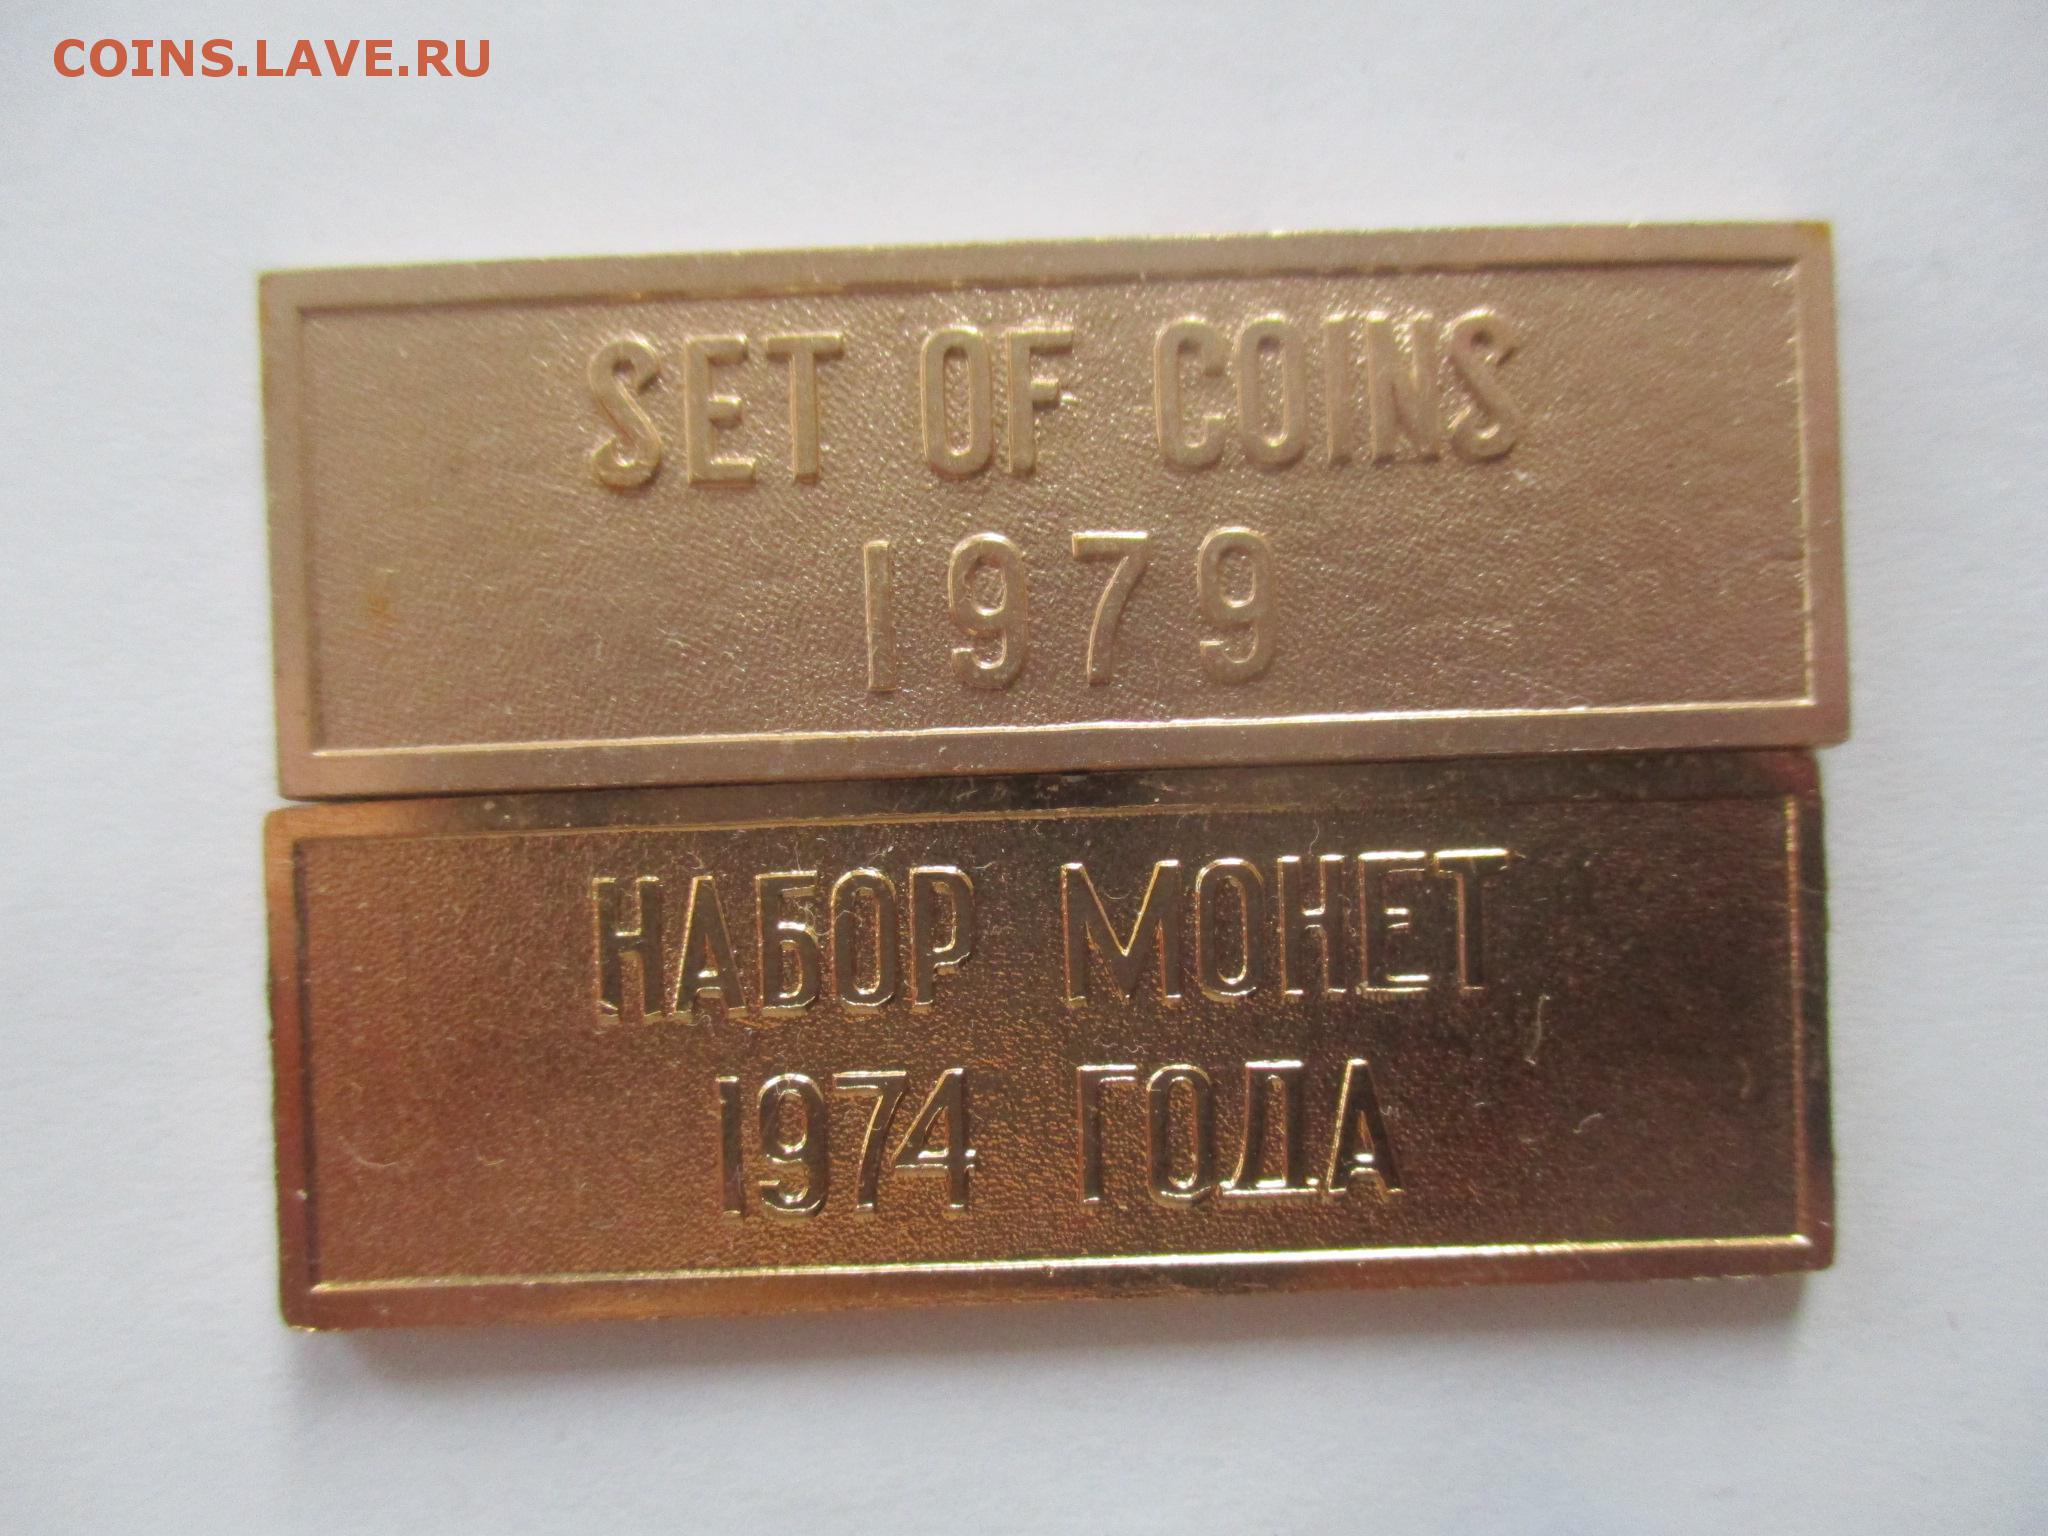 COINS.LAVE.RU
SET OF COINS
1979
НАБОР МОНЕТ
1974 ГОДА